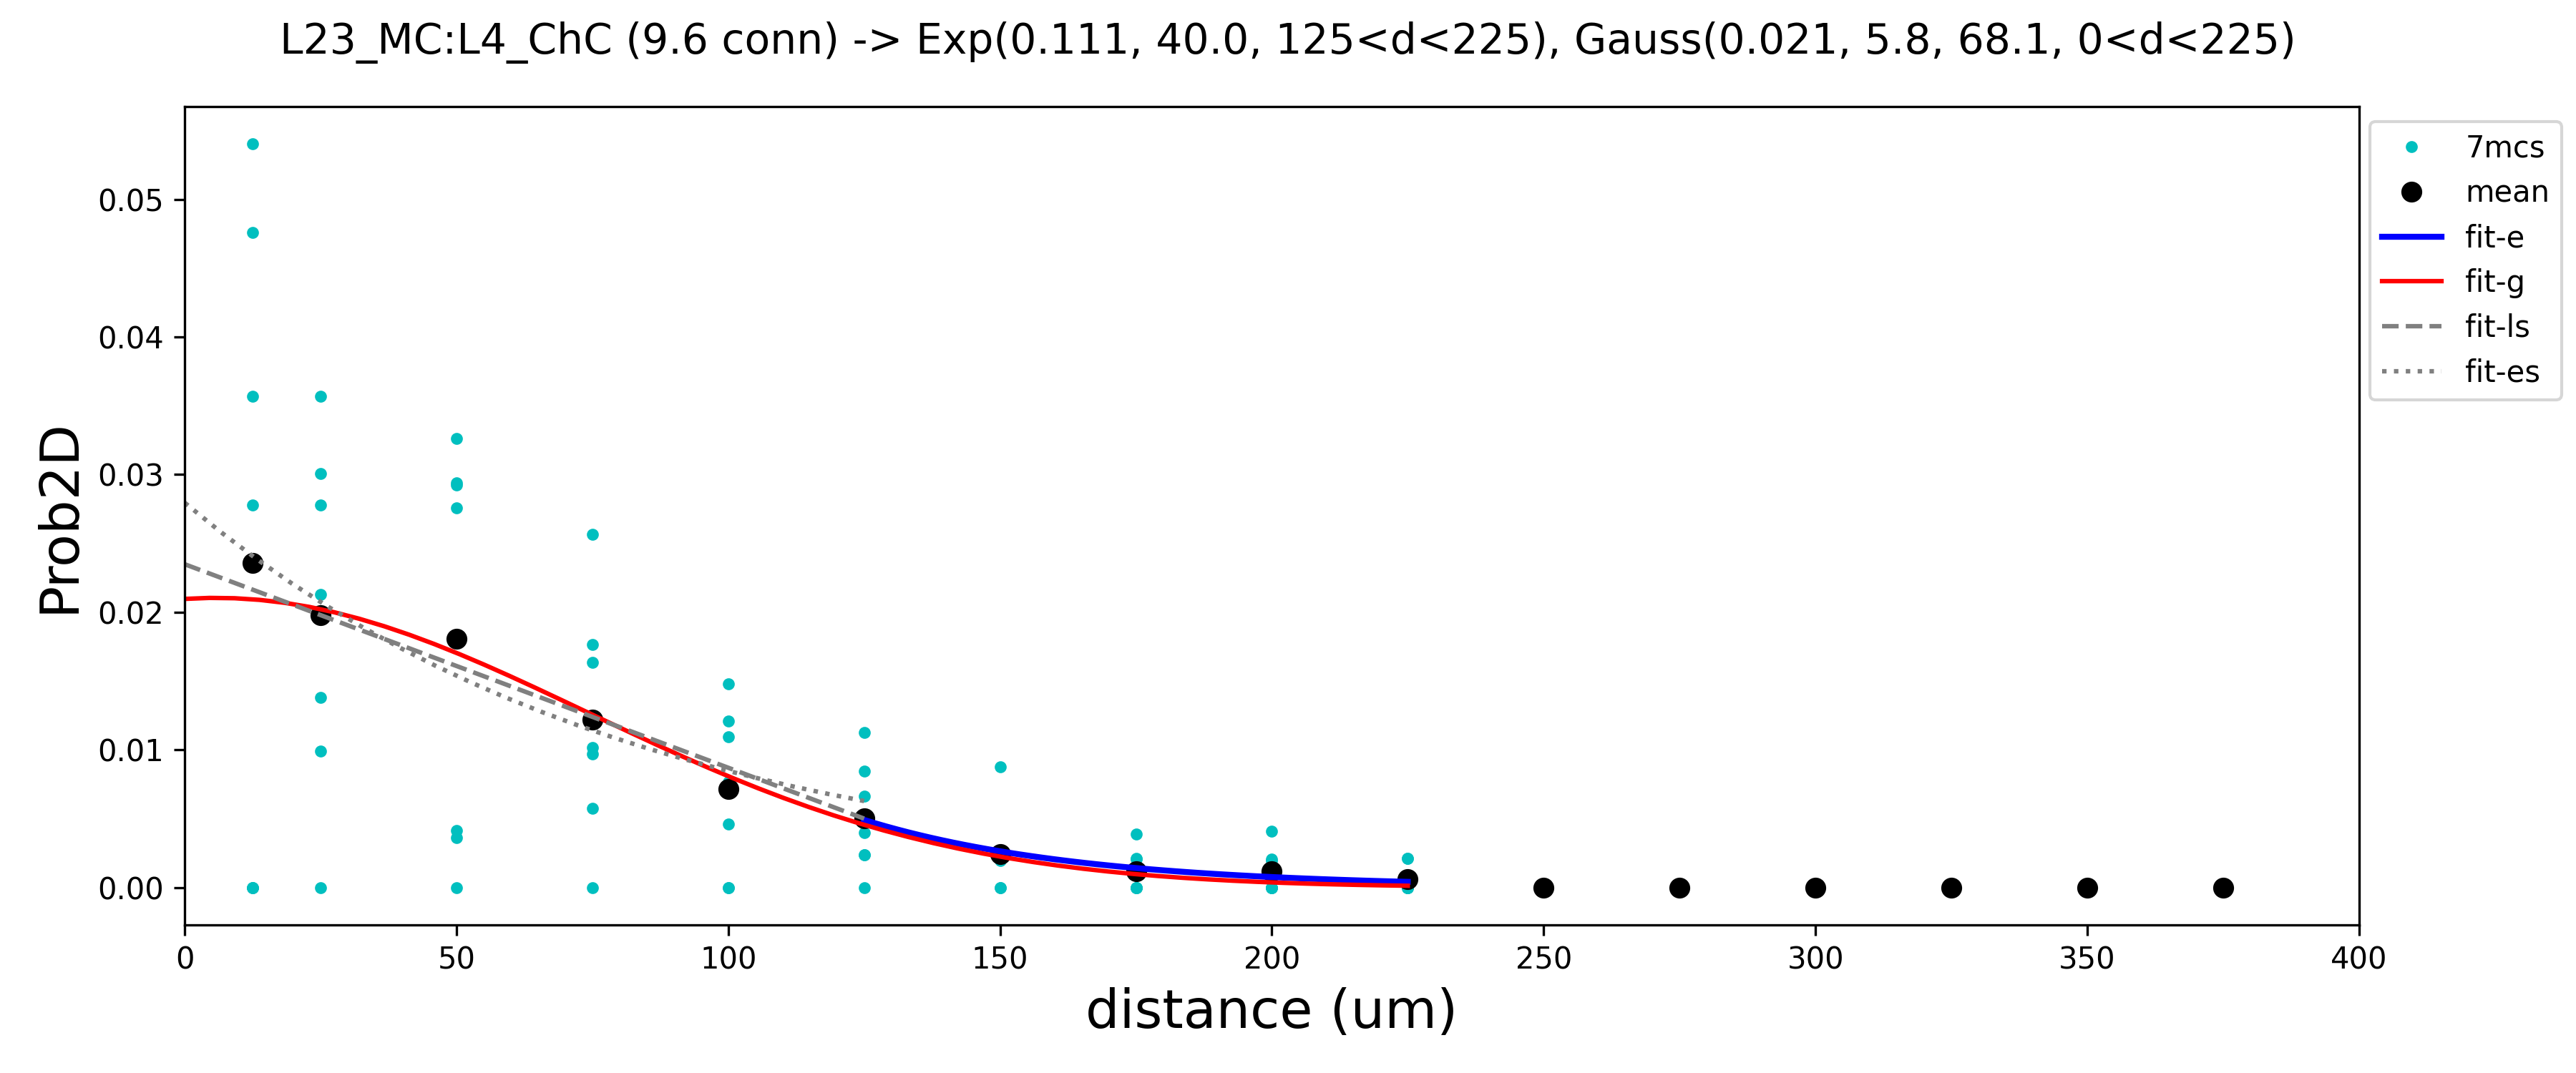 L23_MC:L4_ChC (9.6 conn) -> Exp(0.111, 40.0, 125<d<225), Gauss(0.021, 5.8, 68.1, 0<d<225)
7mcs
mean
fit-e
fit-g
fit-ls
fit-es
Prob2D
0.05
0.04
0.03
0.02
0.01
0.00
0 50 100 150 200 250 300 350 400
distance (um)